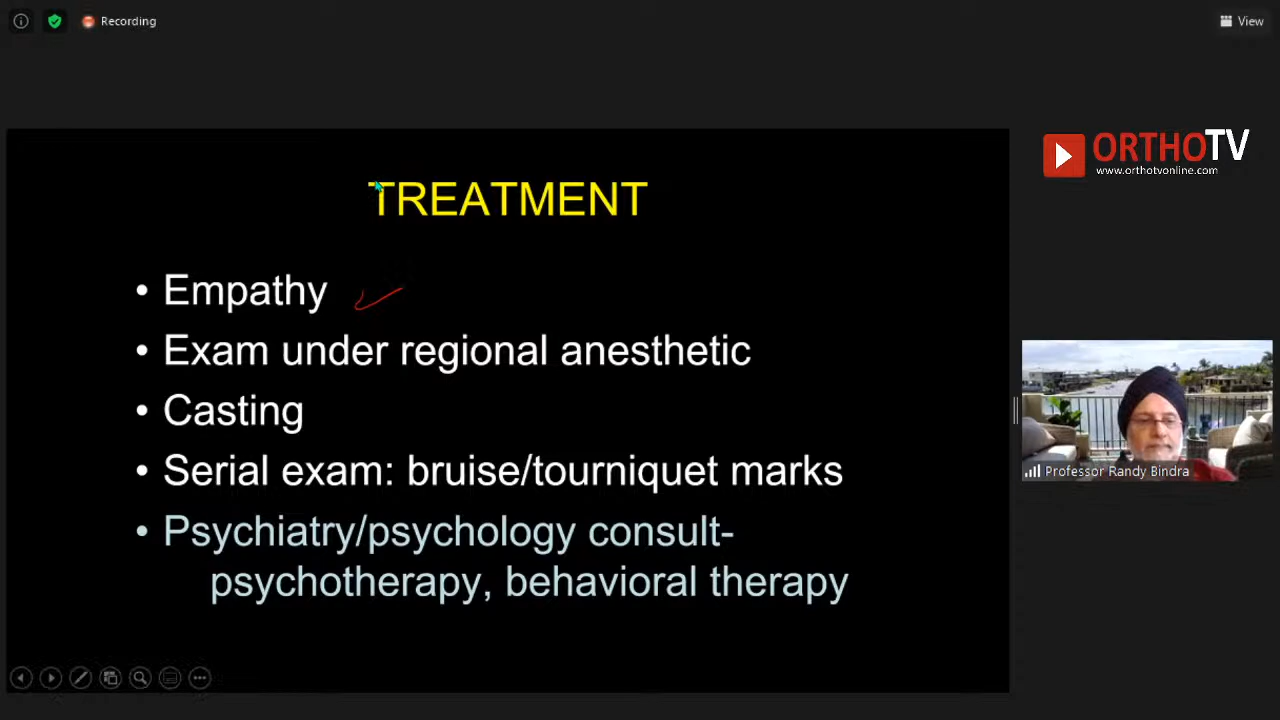 Recording
View
ORTHOTV
www.orthotvonline.com
TREATMENT
• Empathy
• Exam under regional anesthetic
• Casting
• Serial exam: bruise/tourniquet marks
• Psychiatry/psychology consult-
psychotherapy, behavioral therapy
Professor Randy Bindra